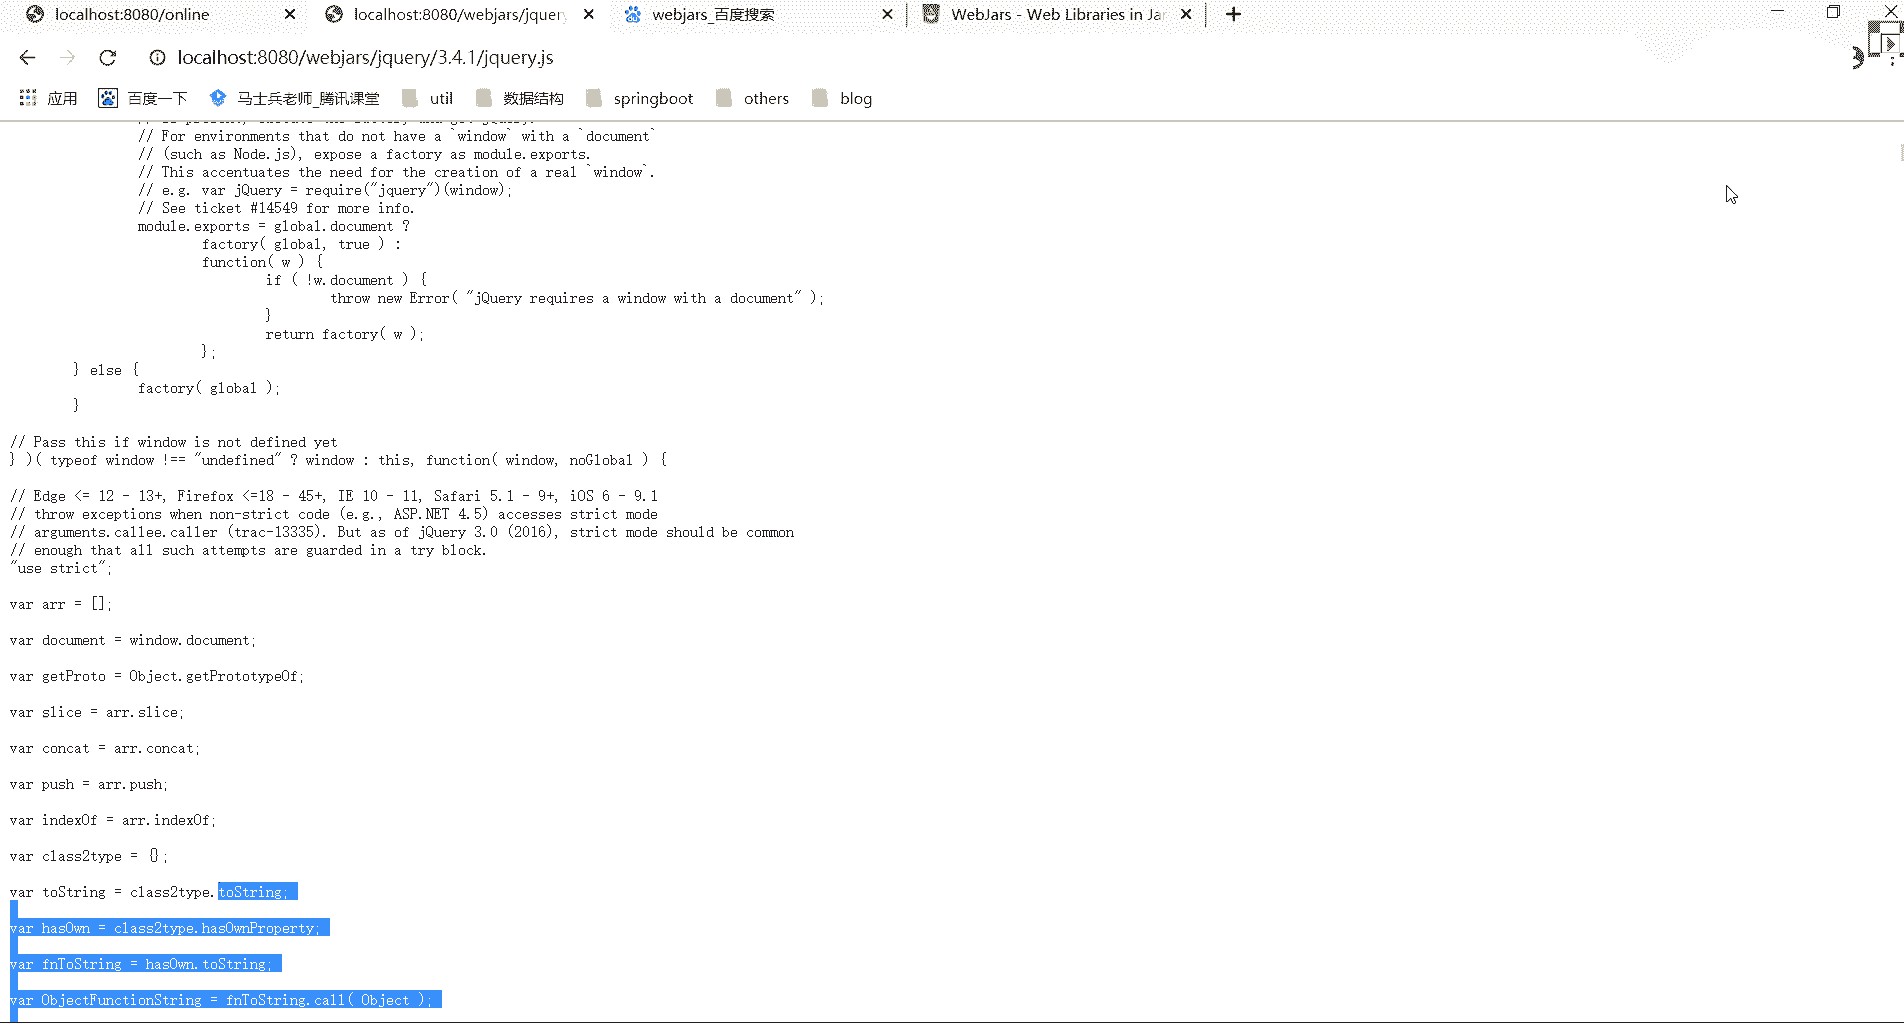 localhost:8080/online
localhost:8080/webjars/jquery
webjars_百度搜索
WebJars - Web Libraries in Jar
localhost:8080/webjars/jquery/3.4.1/jquery.js
应用 百度一下 马士兵老师_腾讯课堂 util 数据结构 springboot others blog
// For environments that do not have a `window` with a `document`
// (such as Node.js), expose a factory as module.exports.
// This accentuates the need for the creation of a real `window`.
// e.g. var jQuery = require("jquery")(window);
// See ticket #14549 for more info.
module.exports = global.document ?
factory( global, true ) :
function( w ) {
if ( !w.document ) {
throw new Error( "jQuery requires a window with a document" );
}
return factory( w );
};
} else {
factory( global );
}
// Pass this if window is not defined yet
} )( typeof window !== "undefined" ? window : this, function( window, noGlobal ) {
// Edge <= 12 - 13+, Firefox <=18 - 45+, IE 10 - 11, Safari 5.1 - 9+, iOS 6 - 9.1
// throw exceptions when non-strict code (e.g., ASP.NET 4.5) accesses strict mode
// arguments.callee.caller (trac-13335). But as of jQuery 3.0 (2016), strict mode should be common
// enough that all such attempts are guarded in a try block.
"use strict";
var arr = [];
var document = window.document;
var getProto = Object.getPrototypeOf;
var slice = arr.slice;
var concat = arr.concat;
var push = arr.push;
var indexOf = arr.indexOf;
var class2type = {};
var toString = class2type.toString;
var hasOwn = class2type.hasOwnProperty;
var fnToString = hasOwn.toString;
var ObjectFunctionString = fnToString.call( Object );